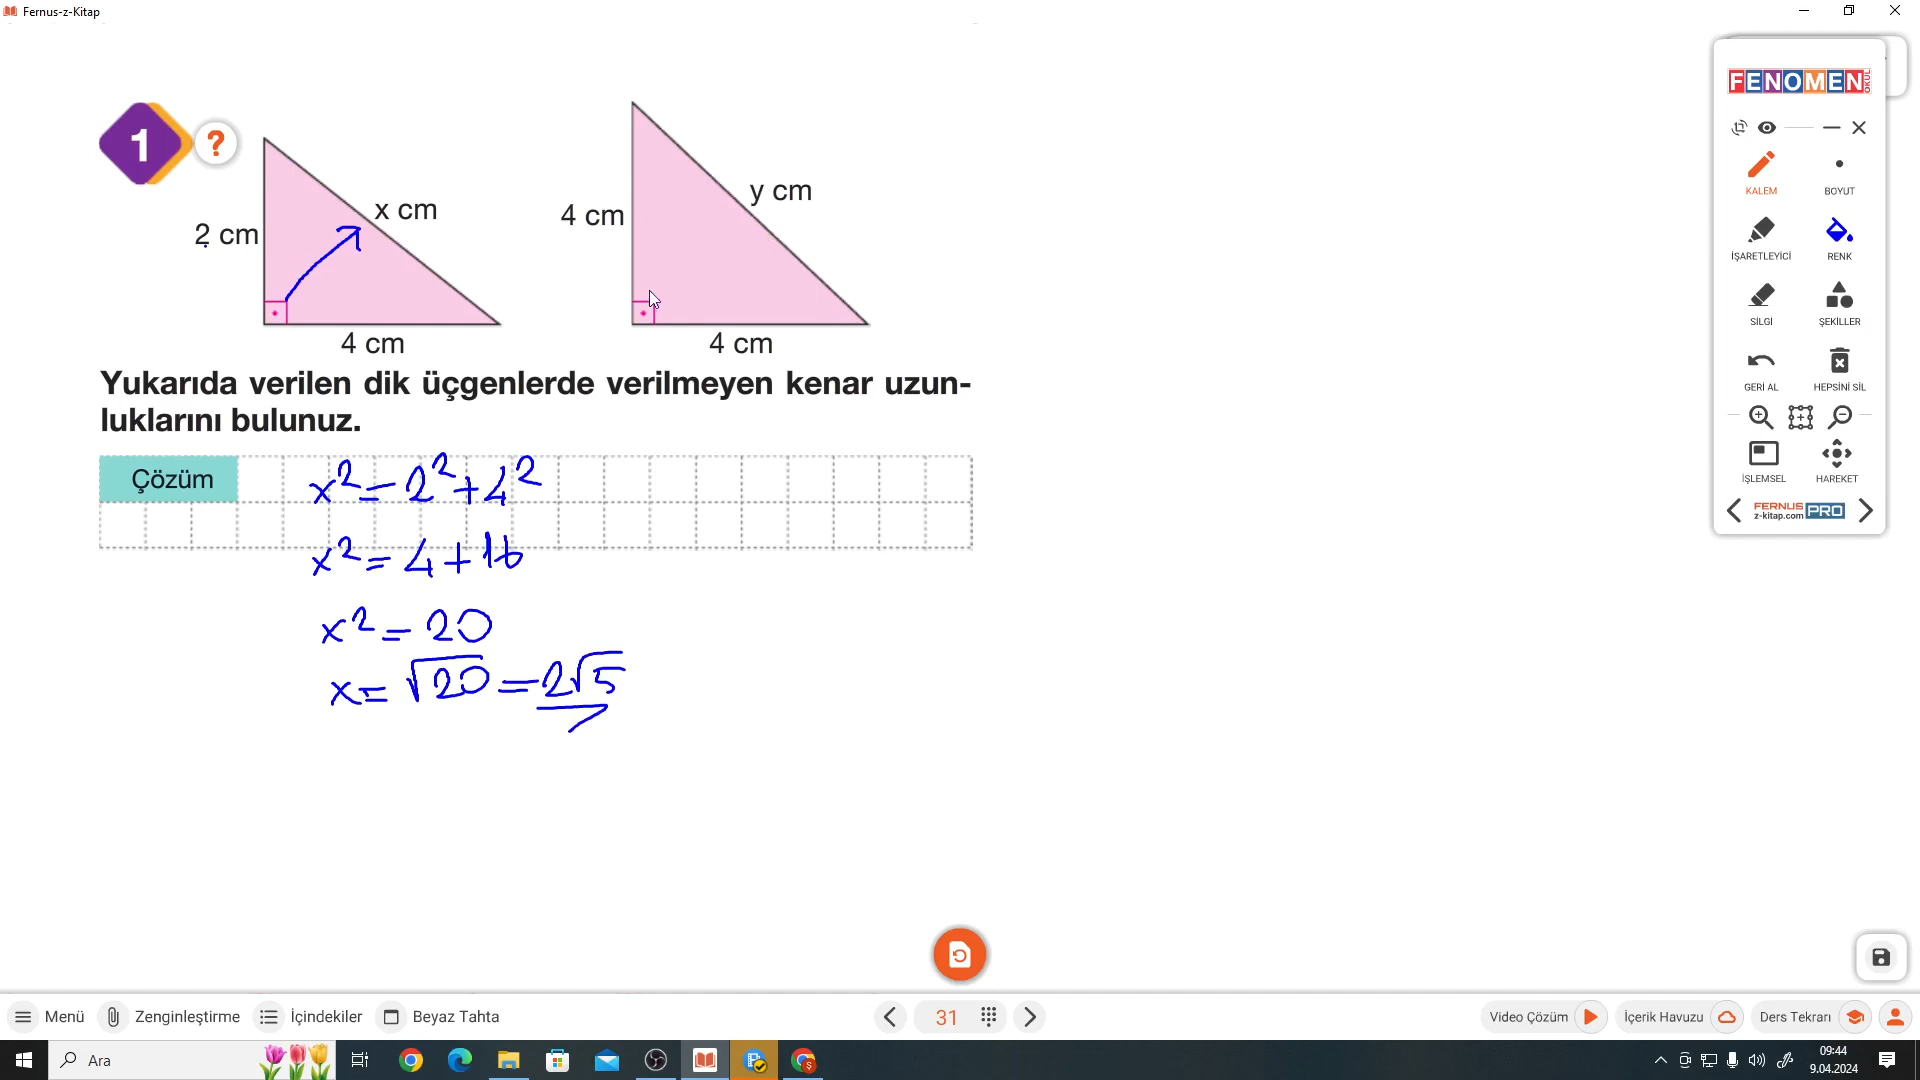 Fernus-z-Kitap
1
?
2 cm
x cm
4 cm
4 cm
y cm
4 cm
Yukarıda verilen dik üçgenlerde verilmeyen kenar uzun-
luklarını bulunuz.
Çözüm
x² = 2² + 4²
x² = 4 + 16
x² = 20
x = √20 = 2√5
FENOMEN OKUL
KALEM
BOYUT
İŞARETLEYİCİ
RENK
SİLGİ
ŞEKİLLER
GERİ AL
HEPSİNİ SİL
İŞLEMSEL
HAREKET
FERNUS
z-kitap.com PRO
Menü
Zenginleştirme
İçindekiler
Beyaz Tahta
31
Video Çözüm
İçerik Havuzu
Ders Tekrarı
Ara
09:44
9.04.2024